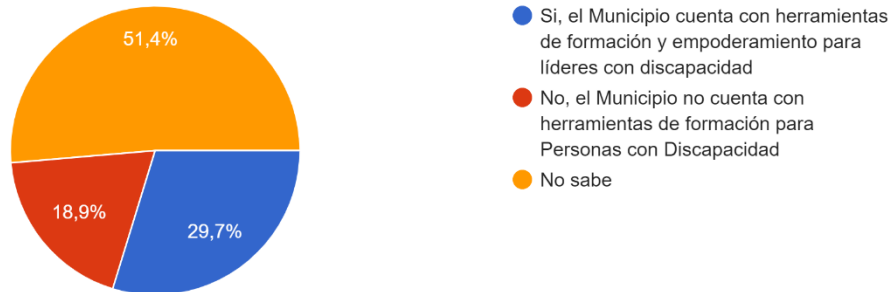 51,4%
18,9%
29,7%
Si, el Municipio cuenta con herramientas
de formación y empoderamiento para
líderes con discapacidad
No, el Municipio no cuenta con
herramientas de formación para
Personas con Discapacidad
No sabe